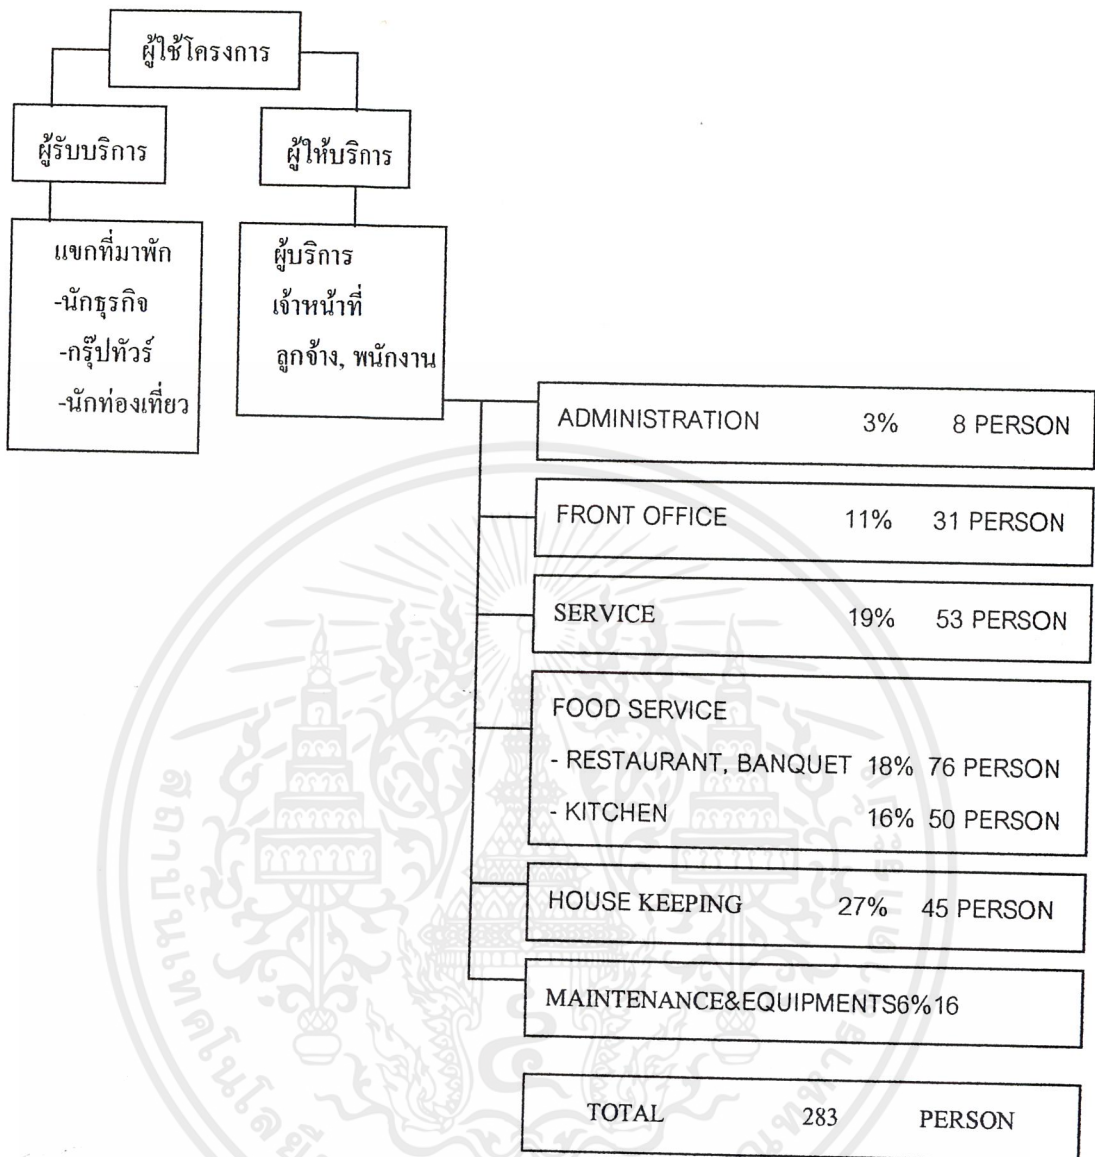 ผู้ใช้โครงการ
ผู้รับบริการ
ผู้ให้บริการ
แขกที่มาพัก
-นักธุรกิจ
-กรุ๊ปทัวร์
-นักท่องเที่ยว
ผู้บริการ
เจ้าหน้าที่
ลูกจ้าง, พนักงาน
ADMINISTRATION 3% 8 PERSON
FRONT OFFICE 11% 31 PERSON
SERVICE 19% 53 PERSON
FOOD SERVICE
- RESTAURANT, BANQUET 18% 76 PERSON
- KITCHEN 16% 50 PERSON
HOUSE KEEPING 27% 45 PERSON
MAINTENANCE&EQUIPMENTS6%16
TOTAL 283 PERSON